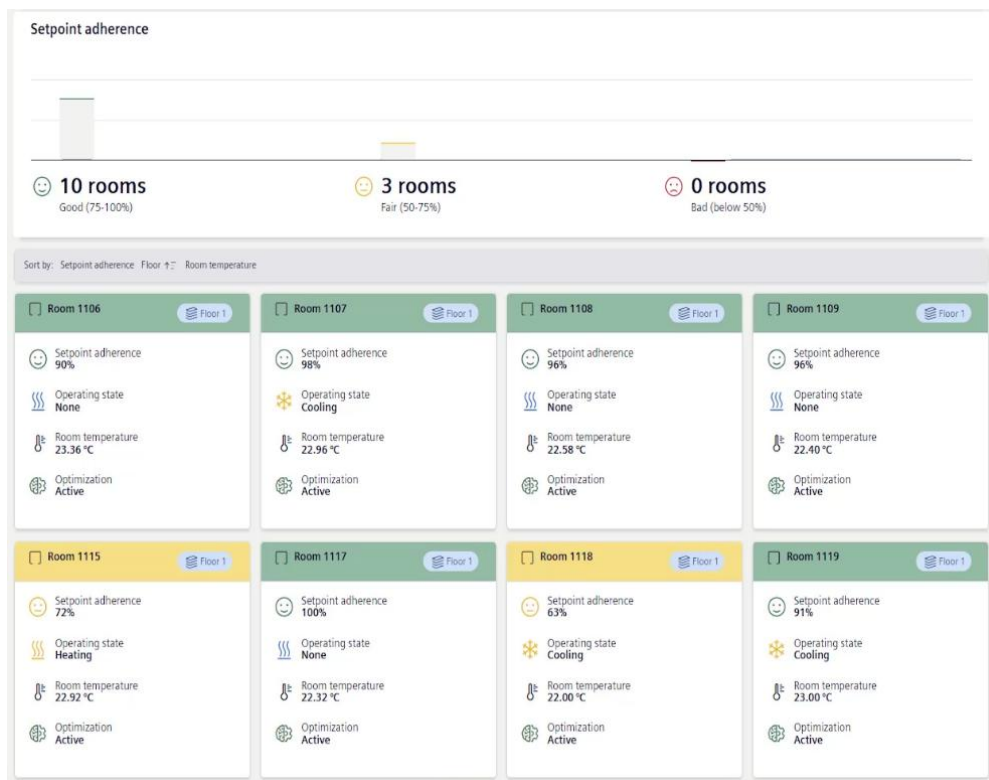 Setpoint adherence
10 rooms
Good (75-100%)
3 rooms
Fair (50-75%)
0 rooms
Bad (below 50%)
Sort by: Setpoint adherence Floor Room temperature
Room 1106
Floor 1
Setpoint adherence
90%
Operating state
None
Room temperature
23.36 °C
Optimization
Active
Room 1107
Floor 1
Setpoint adherence
98%
Operating state
Cooling
Room temperature
22.96 °C
Optimization
Active
Room 1108
Floor 1
Setpoint adherence
96%
Operating state
None
Room temperature
22.58 °C
Optimization
Active
Room 1109
Floor 1
Setpoint adherence
96%
Operating state
None
Room temperature
22.40 °C
Optimization
Active
Room 1115
Floor 1
Setpoint adherence
72%
Operating state
Heating
Room temperature
22.92 °C
Optimization
Active
Room 1117
Floor 1
Setpoint adherence
100%
Operating state
None
Room temperature
22.32 °C
Optimization
Active
Room 1118
Floor 1
Setpoint adherence
63%
Operating state
Cooling
Room temperature
22.00 °C
Optimization
Active
Room 1119
Floor 1
Setpoint adherence
91%
Operating state
Cooling
Room temperature
23.00 °C
Optimization
Active